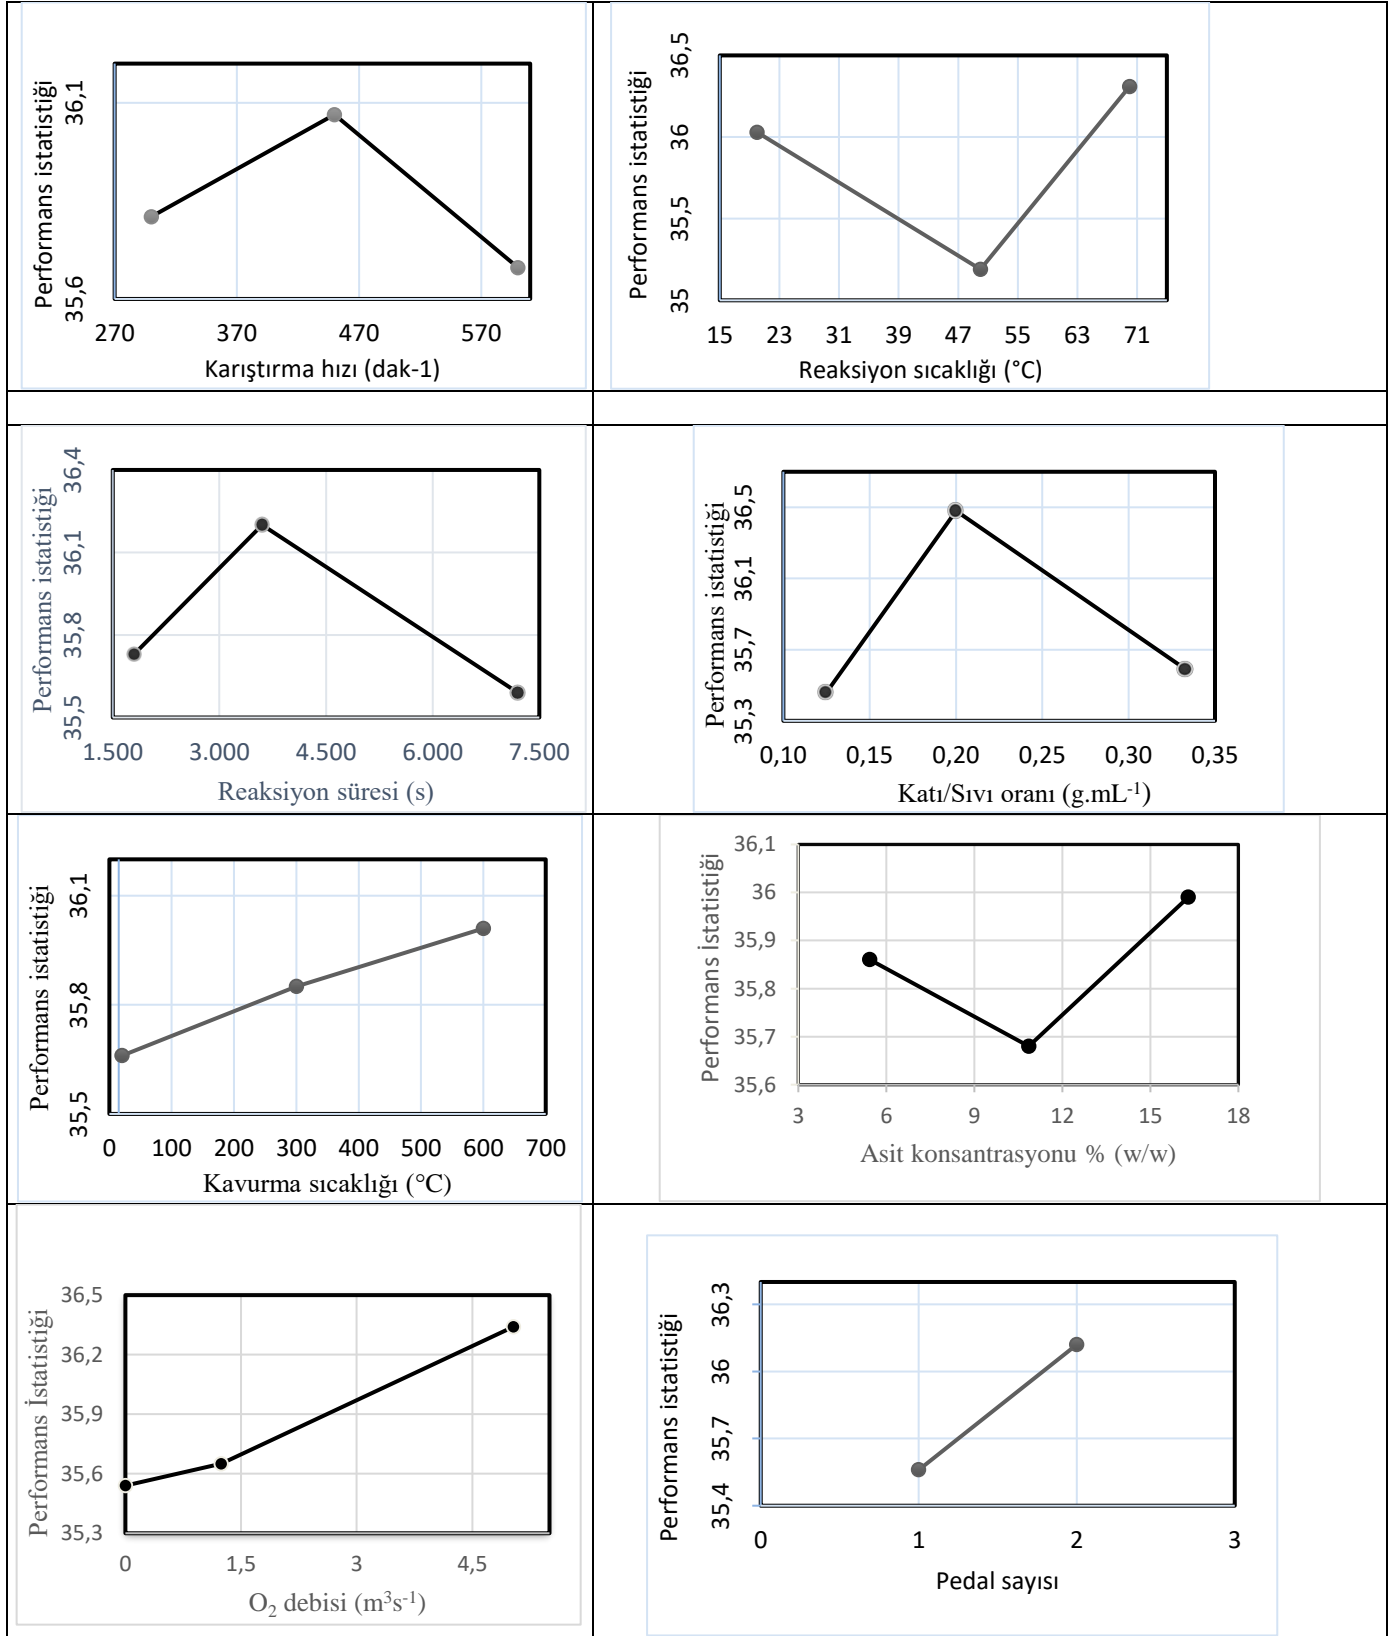 Performans istatistiği
36,1
35,6
270 370 470 570
Karıştırma hızı (dak-1)
Performans istatistiği
36,5
36
35,5
35
15 23 31 39 47 55 63 71
Reaksiyon sıcaklığı (°C)
Performans istatistiği
36,4
36,1
35,8
35,5
1.500 3.000 4.500 6.000 7.500
Reaksiyon süresi (s)
Performans istatistiği
36,5
36,1
35,7
35,3
0,10 0,15 0,20 0,25 0,30 0,35
Katı/Sıvı oranı (g.mL-1)
Performans istatistiği
36,1
35,8
35,5
0 100 200 300 400 500 600 700
Kavurma sıcaklığı (°C)
Performans İstatistiği
36,1
36
35,9
35,8
35,7
35,6
3 6 9 12 15 18
Asit konsantrasyonu % (w/w)
Performans İstatistiği
36,5
36,2
35,9
35,6
35,3
0 1,5 3 4,5
O2 debisi (m3s-1)
Performans istatistiği
36,3
36
35,7
35,4
0 1 2 3
Pedal sayısı